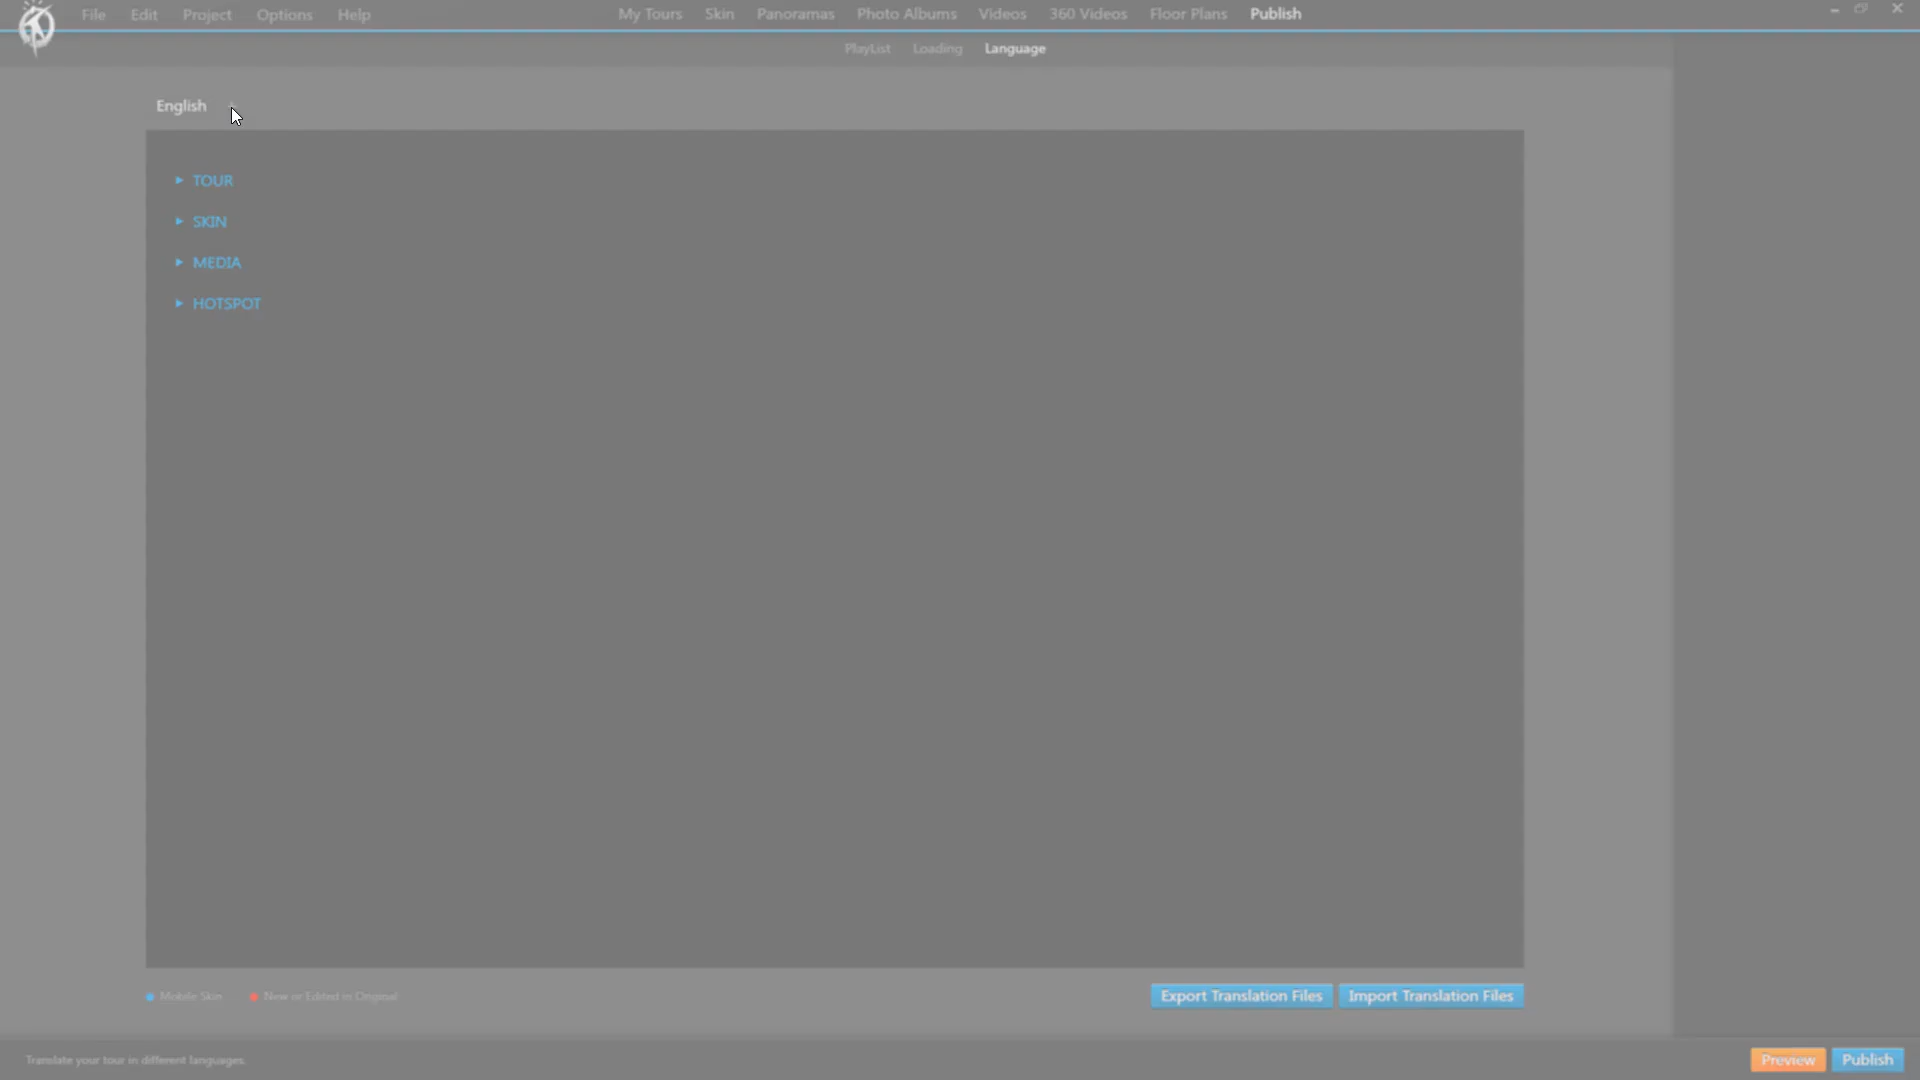 File Edit Project Options Help My Tours Skin Panoramas Photo Albums Videos 360 Videos Floor Plans Publish
PlayList Loading Language
English
TOUR
SKIN
MEDIA
HOTSPOT
Mobile Skin New or Edited in Original Export Translation Files Import Translation Files
Translate your tour in different languages. Preview Publish